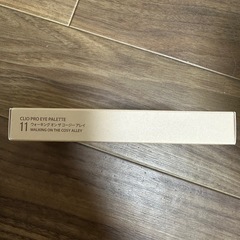 CLIO PRO EYE PALETTE
11 ウォーキング オン ザ コージー アレイ
WALKING ON THE COSY ALLEY